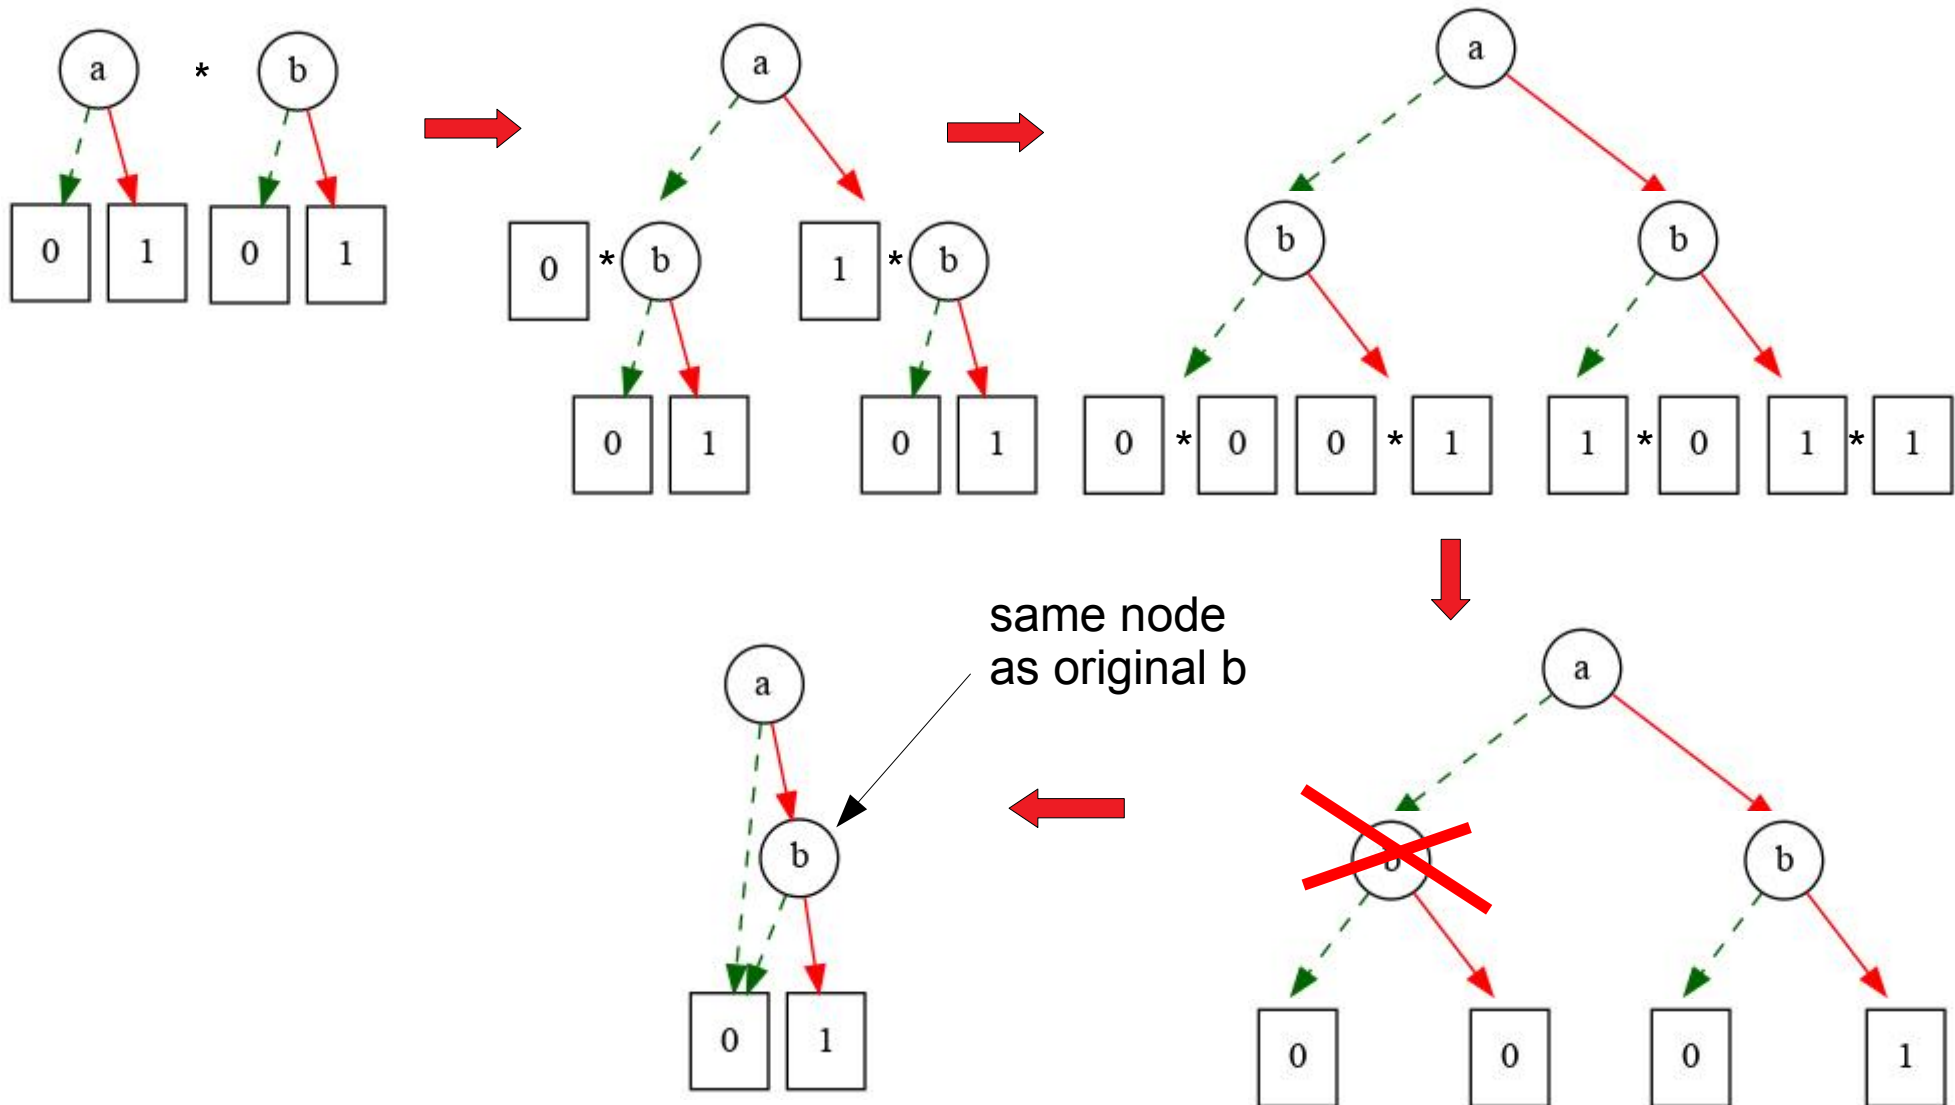 a * b
0 1 0 1
a
0 * b 1 * b
0 1 0 1
a
b b
0 * 0 0 * 1 1 * 0 1 * 1
same node
as original b
a
b
0 1
a
b b
0 0 0 1